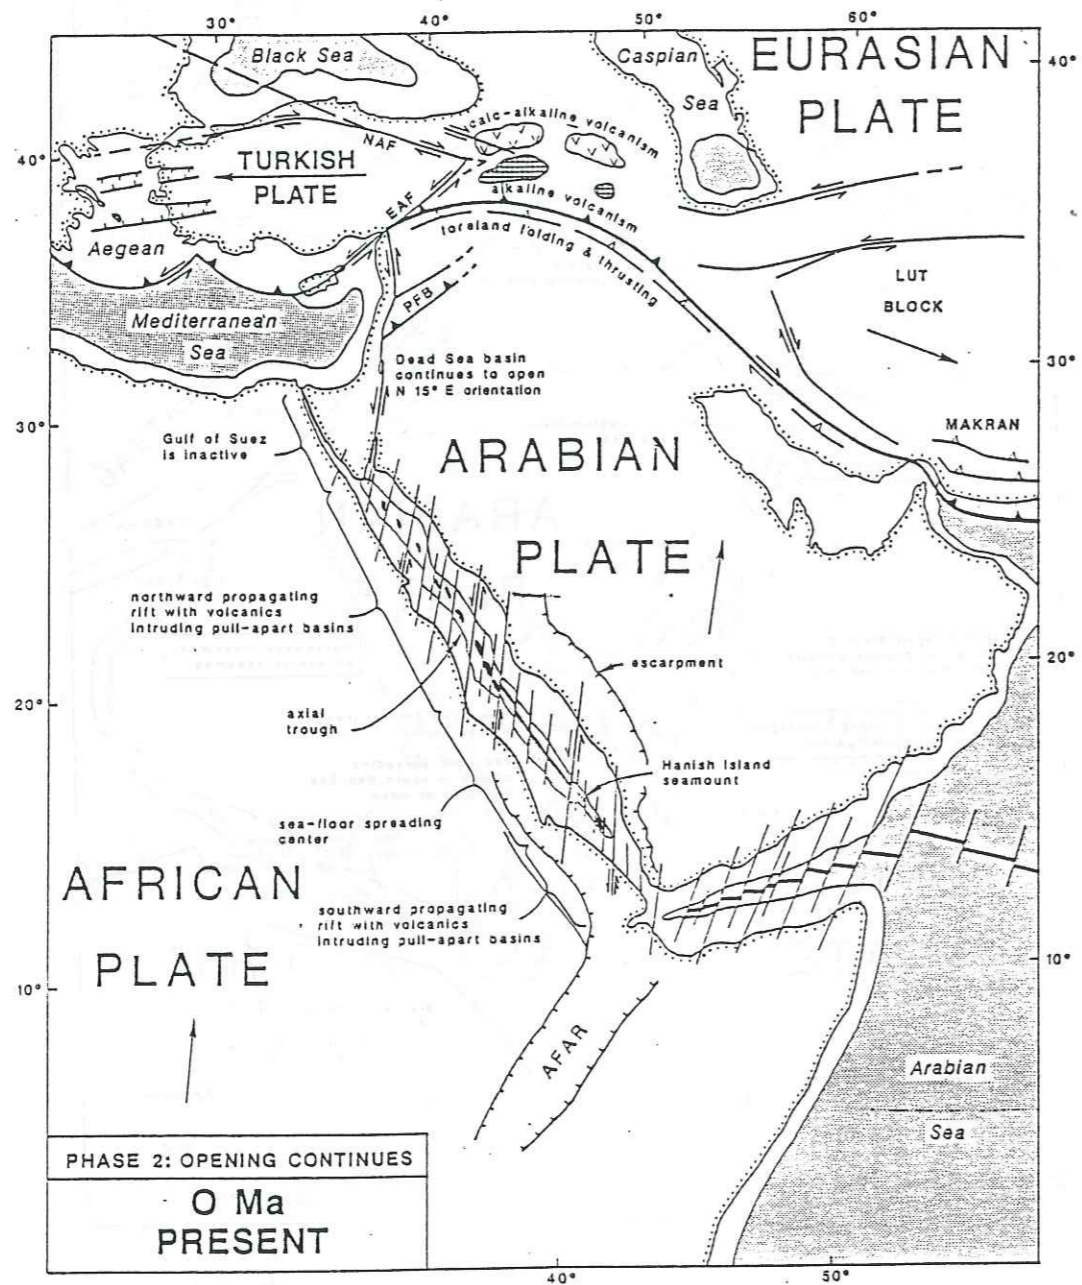 30°
40°
50°
60°
Black Sea
Caspian
Sea
EURASIAN
PLATE
40°
40°
calc-alkaline volcanism
NAF
TURKISH
PLATE
EAF
alkaline volcanism
foreland folding & thrusting
Aegean
PFB
LUT
BLOCK
Mediterranean
Sea
Dead Sea basin
continues to open
N 15° E orientation
30°
30°
Gulf of Suez
is inactive
MAKRAN
ARABIAN
PLATE
northward propagating
rift with volcanics
intruding pull-apart basins
escarpment
20°
20°
axial
trough
Hanish Island
seamount
sea-floor spreading
center
AFRICAN
PLATE
southward propagating
rift with volcanics
intruding pull-apart basins
10°
10°
AFAR
Arabian
Sea
PHASE 2: OPENING CONTINUES
O Ma
PRESENT
40°
50°